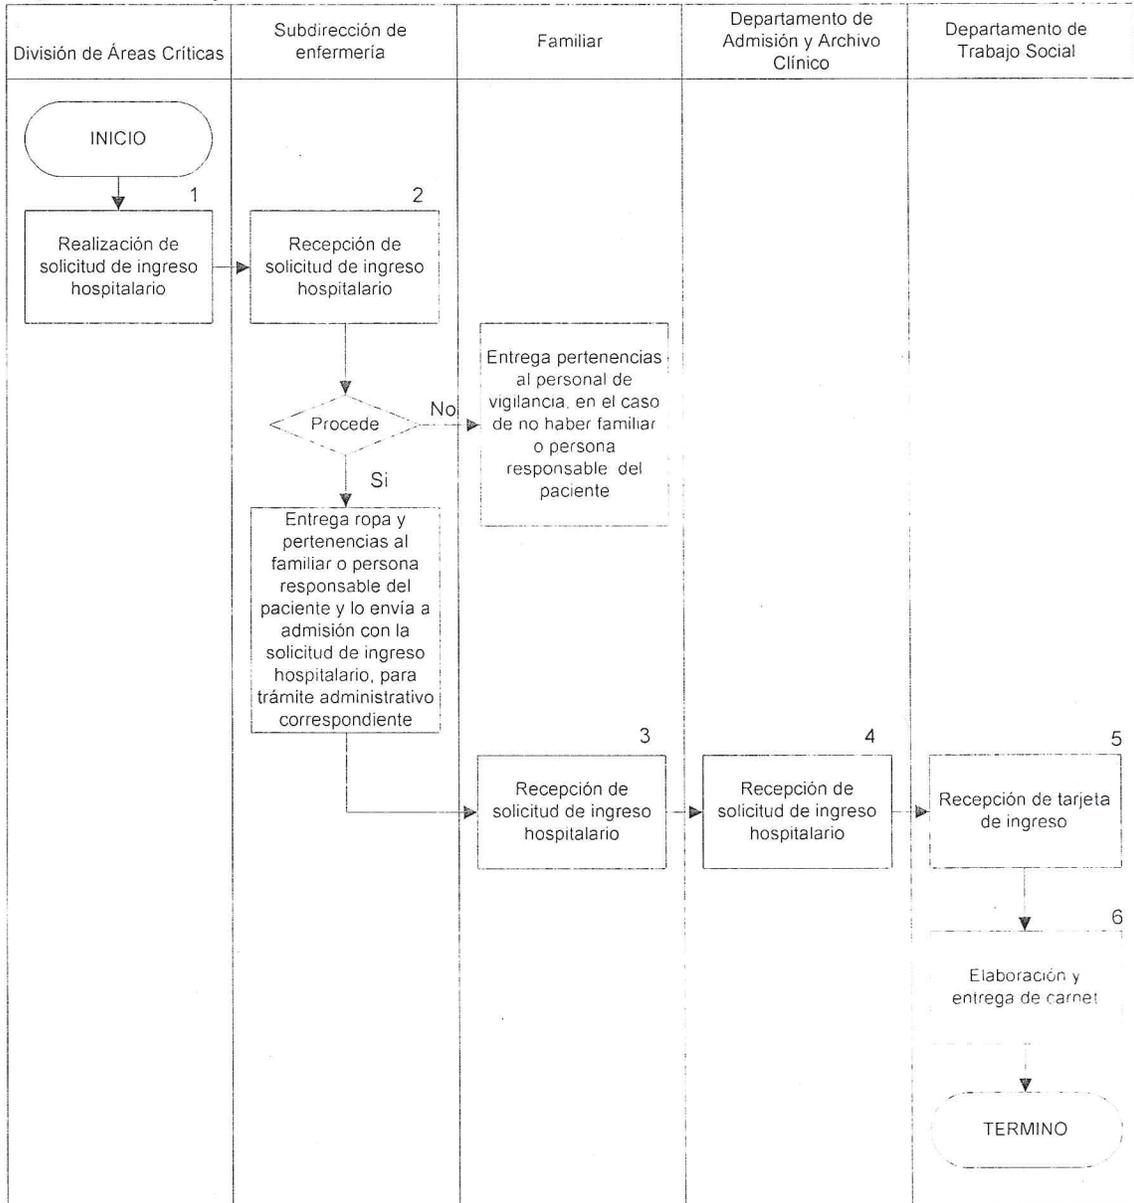 División de Áreas Críticas
Subdirección de
enfermería
Familiar
Departamento de
Admisión y Archivo
Clínico
Departamento de
Trabajo Social
INICIO
1
Realización de
solicitud de ingreso
hospitalario
2
Recepción de
solicitud de ingreso
hospitalario
Procede
No
Entrega pertenencias
al personal de
vigilancia, en el caso
de no haber familiar
o persona
responsable del
paciente
Si
Entrega ropa y
pertenencias al
familiar o persona
responsable del
paciente y lo envía a
admisión con la
solicitud de ingreso
hospitalario, para
trámite administrativo
correspondiente
3
Recepción de
solicitud de ingreso
hospitalario
4
Recepción de
solicitud de ingreso
hospitalario
5
Recepción de tarjeta
de ingreso
6
Elaboración y
entrega de carnet
TERMINO